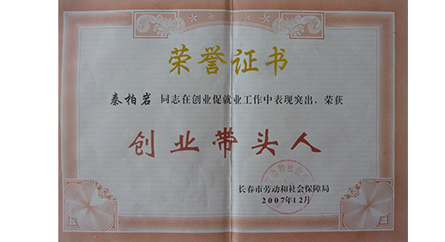 荣誉证书
秦柏岩 同志在创业促就业工作中表现突出，荣获
创业带头人
长春市劳动和社会保障局
2007年12月